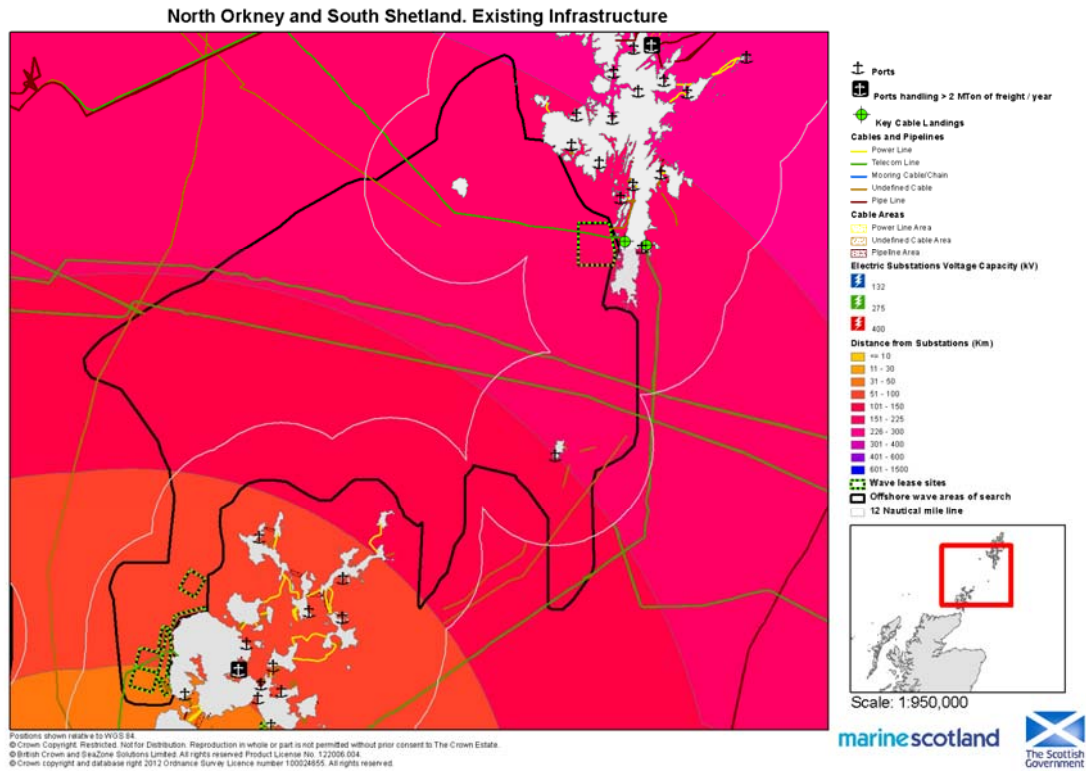 North Orkney and South Shetland. Existing Infrastructure
Ports
Ports handling > 2 MTon of freight / year
Key Cable Landings
Cables and Pipelines
Power Line
Telecom Line
Mooring Cable/Chain
Undefined Cable
Pipe Line
Cable Areas
Power Line Area
Undefined Cable Area
Pipeline Area
Electric Substations Voltage Capacity (kV)
132
275
400
Distance from Substations (Km)
<= 10
11 - 30
31 - 50
51 - 100
101 - 150
151 - 225
226 - 300
301 - 400
401 - 600
601 - 1500
Wave lease sites
Offshore wave areas of search
12 Nautical mile line
Scale: 1:950,000
marinescotland
The Scottish
Government
Positions shown relative to WGS 84.
© Crown Copyright. Restricted. Not for Distribution. Reproduction in whole or part is not permitted without prior consent to The Crown Estate.
© British Crown and SeaZone Solutions Limited. All rights reserved Product License No. 122006.004.
© Crown copyright and database right 2012 Ordnance Survey Licence number 100024655. All rights reserved.